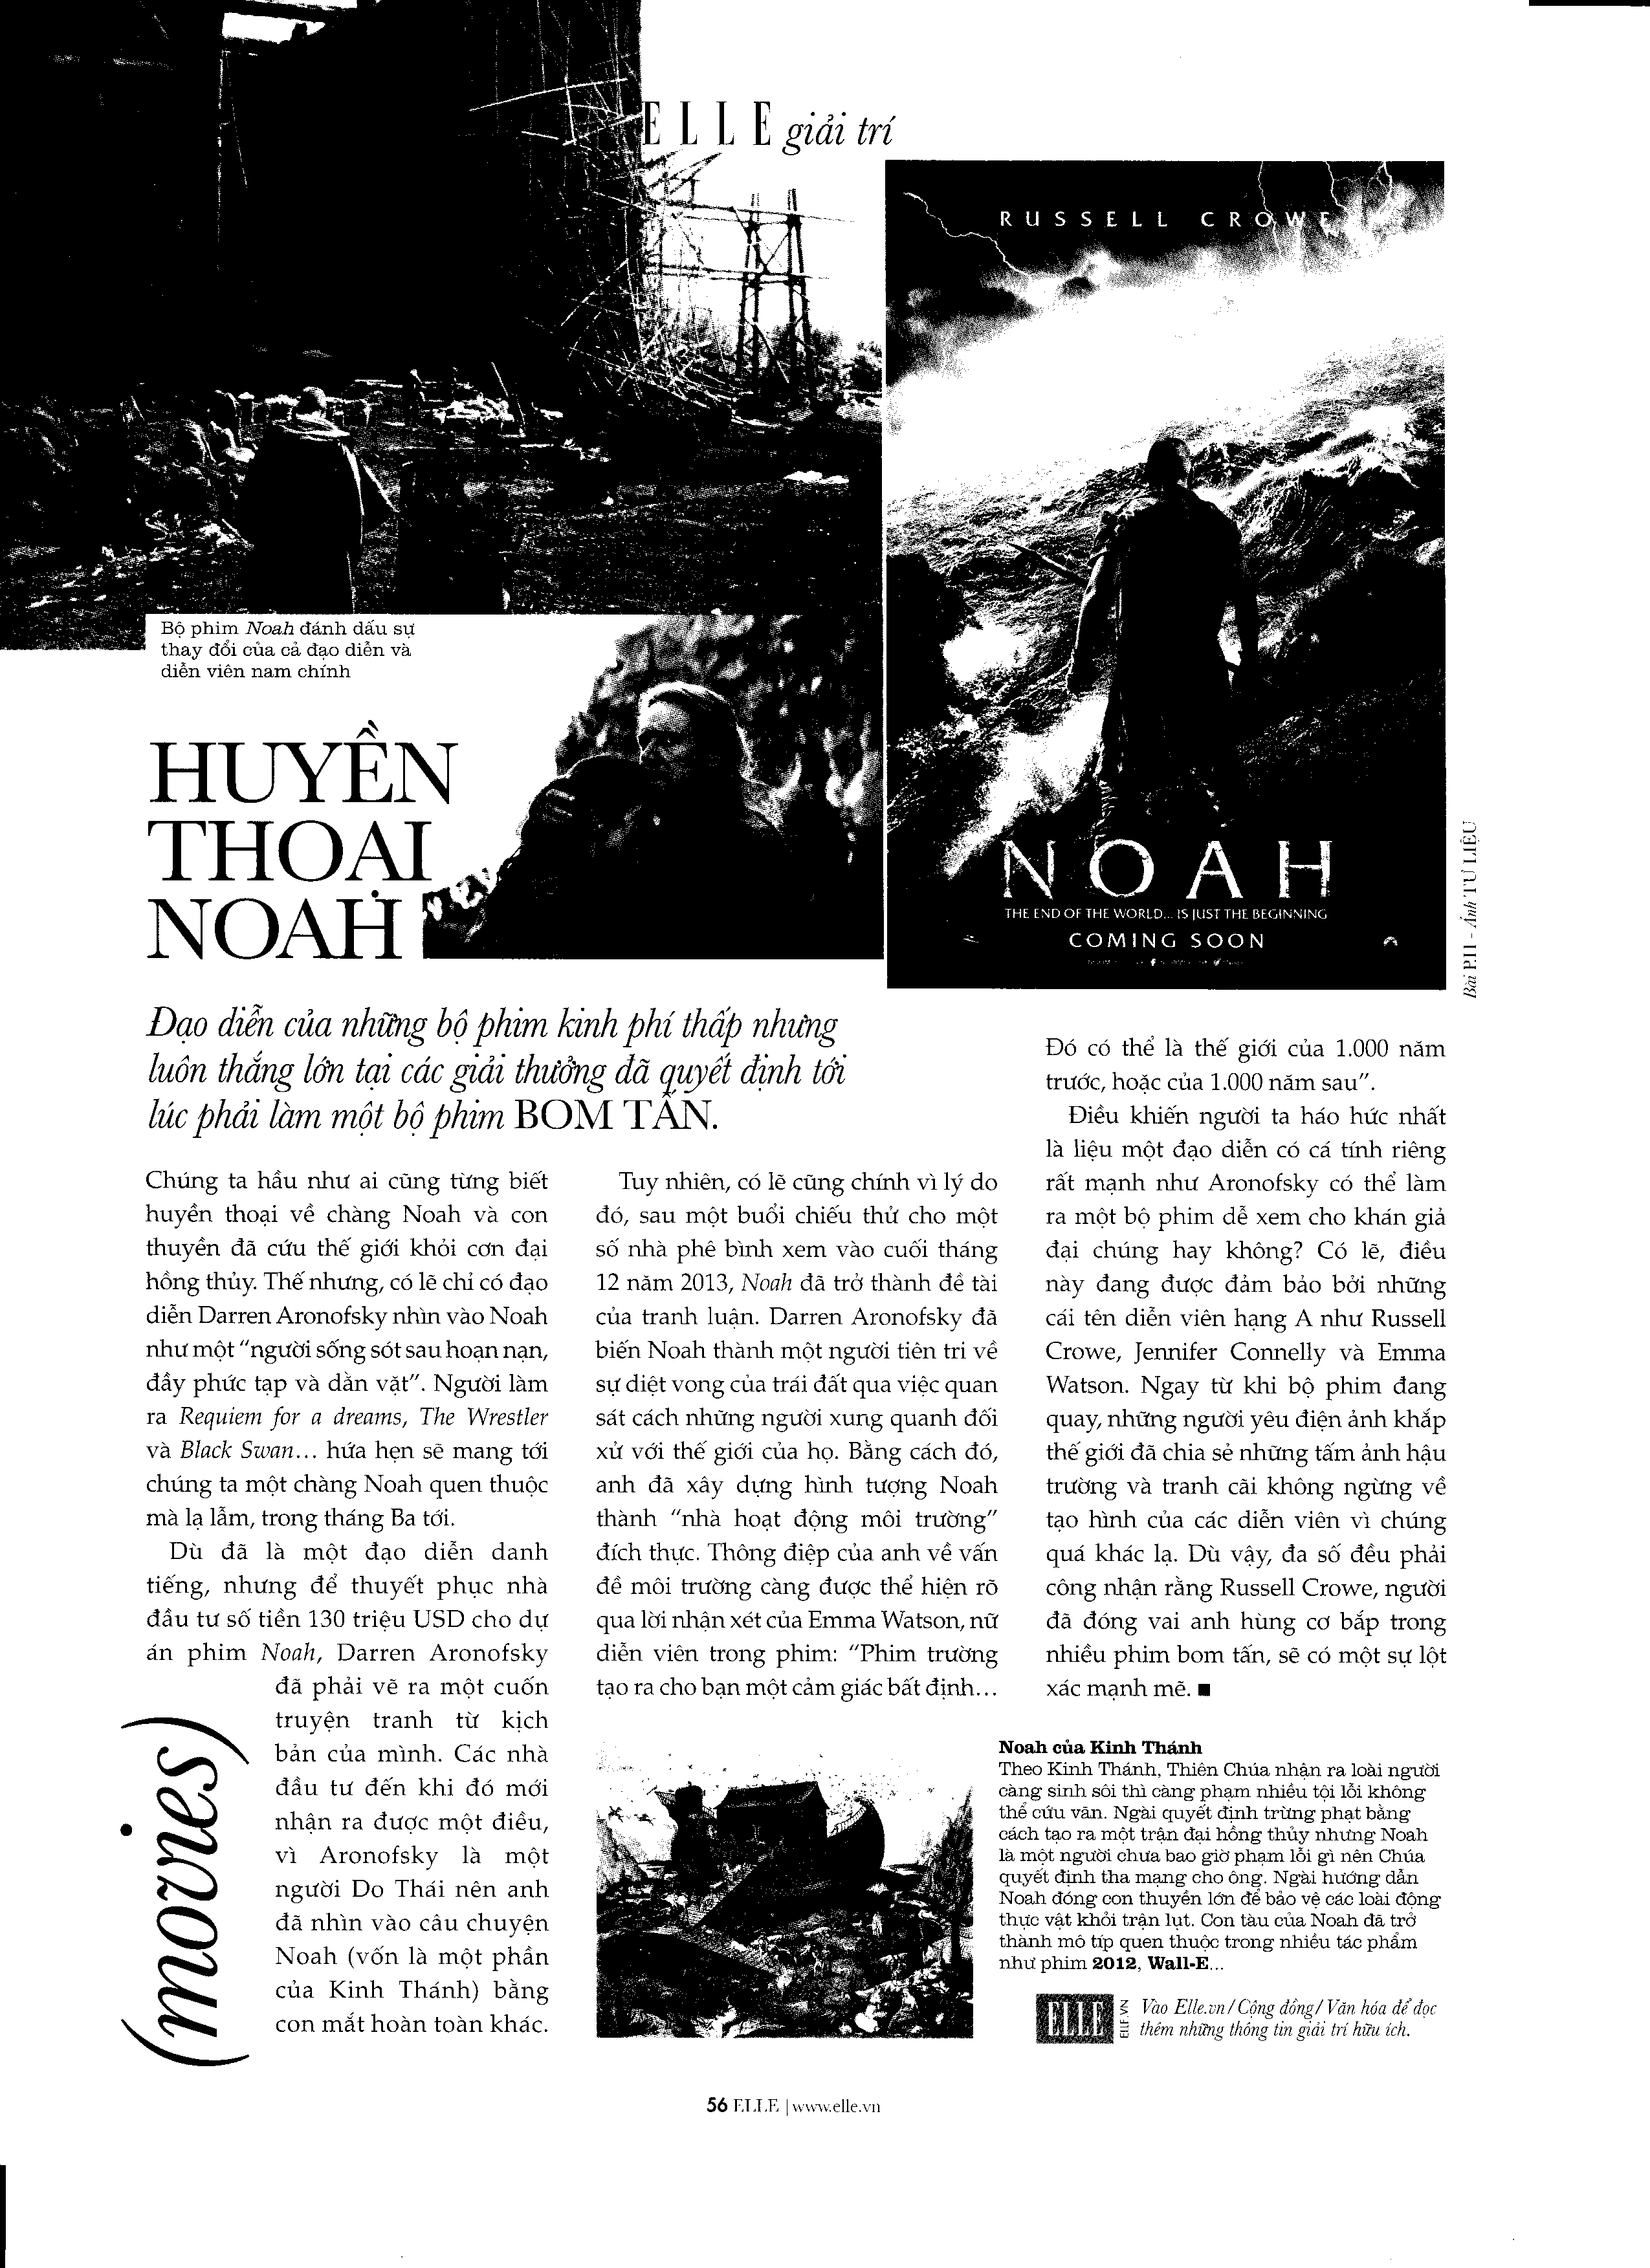 ELLE giải trí
RUSSELL CROWE
Bộ phim Noah đánh dấu sự
thay đổi của cả đạo diễn và
diễn viên nam chính
HUYỀN
THOẠI
NOAH
NOAH
THE END OF THE WORLD... IS JUST THE BEGINNING
COMING SOON
Bài P.H - Ảnh TƯ LIỆU
Đạo diễn của những bộ phim kinh phí thấp nhưng
luôn thắng lớn tại các giải thưởng đã quyết định tới
lúc phải làm một bộ phim BOM TẤN.
Chúng ta hầu như ai cũng từng biết
huyền thoại về chàng Noah và con
thuyền đã cứu thế giới khỏi cơn đại
hồng thủy. Thế nhưng, có lẽ chỉ có đạo
diễn Darren Aronofsky nhìn vào Noah
như một "người sống sót sau hoạn nạn,
đầy phức tạp và dằn vặt". Người làm
ra Requiem for a dreams, The Wrestler
và Black Swan... hứa hẹn sẽ mang tới
chúng ta một chàng Noah quen thuộc
mà lạ lẫm, trong tháng Ba tới.
Dù đã là một đạo diễn danh
tiếng, nhưng để thuyết phục nhà
đầu tư số tiền 130 triệu USD cho dự
án phim Noah, Darren Aronofsky
đã phải vẽ ra một cuốn
truyện tranh từ kịch
bản của mình. Các nhà
đầu tư đến khi đó mới
nhận ra được một điều,
vì Aronofsky là một
người Do Thái nên anh
đã nhìn vào câu chuyện
Noah (vốn là một phần
của Kinh Thánh) bằng
con mắt hoàn toàn khác.
(movies)
Tuy nhiên, có lẽ cũng chính vì lý do
đó, sau một buổi chiếu thử cho một
số nhà phê bình xem vào cuối tháng
12 năm 2013, Noah đã trở thành đề tài
của tranh luận. Darren Aronofsky đã
biến Noah thành một người tiên tri về
sự diệt vong của trái đất qua việc quan
sát cách những người xung quanh đối
xử với thế giới của họ. Bằng cách đó,
anh đã xây dựng hình tượng Noah
thành "nhà hoạt động môi trường"
đích thực. Thông điệp của anh về vấn
đề môi trường càng được thể hiện rõ
qua lời nhận xét của Emma Watson, nữ
diễn viên trong phim: "Phim trường
tạo ra cho bạn một cảm giác bất định...
Đó có thể là thế giới của 1.000 năm
trước, hoặc của 1.000 năm sau".
Điều khiến người ta háo hức nhất
là liệu một đạo diễn có cá tính riêng
rất mạnh như Aronofsky có thể làm
ra một bộ phim dễ xem cho khán giả
đại chúng hay không? Có lẽ, điều
này đang được đảm bảo bởi những
cái tên diễn viên hạng A như Russell
Crowe, Jennifer Connelly và Emma
Watson. Ngay từ khi bộ phim đang
quay, những người yêu điện ảnh khắp
thế giới đã chia sẻ những tấm ảnh hậu
trường và tranh cãi không ngừng về
tạo hình của các diễn viên vì chúng
quá khác lạ. Dù vậy, đa số đều phải
công nhận rằng Russell Crowe, người
đã đóng vai anh hùng cơ bắp trong
nhiều phim bom tấn, sẽ có một sự lột
xác mạnh mẽ. ■
Noah của Kinh Thánh
Theo Kinh Thánh, Thiên Chúa nhận ra loài người
càng sinh sôi thì càng phạm nhiều tội lỗi không
thể cứu vãn. Ngài quyết định trừng phạt bằng
cách tạo ra một trận đại hồng thủy nhưng Noah
là một người chưa bao giờ phạm lỗi gì nên Chúa
quyết định tha mạng cho ông. Ngài hướng dẫn
Noah đóng con thuyền lớn để bảo vệ các loài động
thực vật khỏi trận lụt. Con tàu của Noah đã trở
thành mô típ quen thuộc trong nhiều tác phẩm
như phim 2012, Wall-E...
ELLE
ELLE.VN
Vào Elle.vn/Cộng đồng/Văn hóa để đọc
thêm những thông tin giải trí hữu ích.
56 ELLE | www.elle.vn